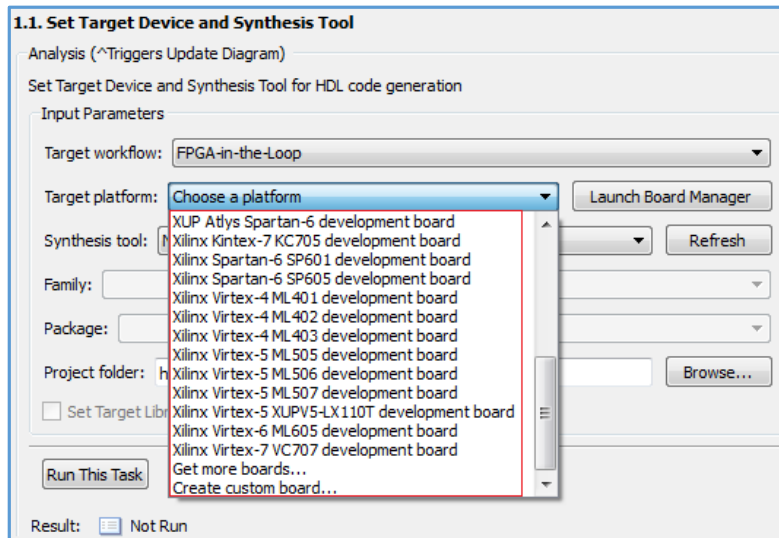 1.1. Set Target Device and Synthesis Tool
Analysis (^Triggers Update Diagram)
Set Target Device and Synthesis Tool for HDL code generation
Input Parameters
Target workflow: FPGA-in-the-Loop
Target platform: Choose a platform Launch Board Manager
XUP Atlys Spartan-6 development board
Synthesis tool: Xilinx Kintex-7 KC705 development board Refresh
Xilinx Spartan-6 SP601 development board
Family: Xilinx Spartan-6 SP605 development board
Xilinx Virtex-4 ML401 development board
Xilinx Virtex-4 ML402 development board
Package: Xilinx Virtex-4 ML403 development board
Xilinx Virtex-5 ML505 development board
Project folder: Xilinx Virtex-5 ML506 development board Browse...
Xilinx Virtex-5 ML507 development board
Set Target Xilinx Virtex-5 XUPV5-LX110T development board
Xilinx Virtex-6 ML605 development board
Xilinx Virtex-7 VC707 development board
Run This Task Get more boards...
Create custom board...
Result: Not Run